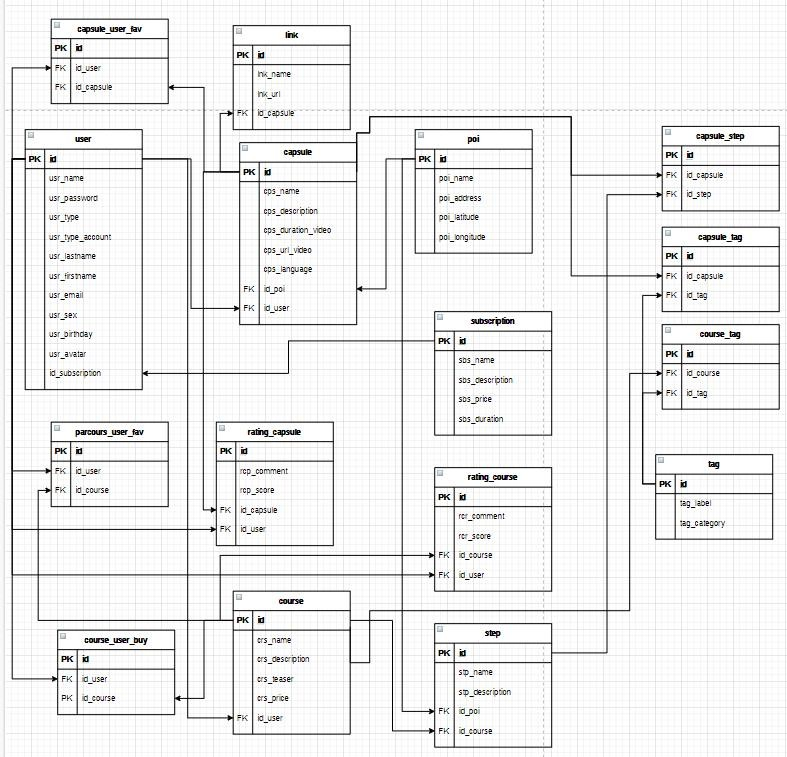 capsule_user_fav
PK id
FK id_user
FK id_capsule
link
PK id
lnk_name
lnk_url
FK id_capsule
user
PK id
usr_name
usr_password
usr_type
usr_type_account
usr_lastname
usr_firstname
usr_email
usr_sex
usr_birthday
usr_avatar
id_subscription
capsule
PK id
cps_name
cps_description
cps_duration_video
cps_url_video
cps_language
FK id_poi
FK id_user
poi
PK id
poi_name
poi_address
poi_latitude
poi_longitude
capsule_step
PK id
FK id_capsule
FK id_step
capsule_tag
PK id
FK id_capsule
FK id_tag
subscription
PK id
sbs_name
sbs_description
sbs_price
sbs_duration
course_tag
PK id
FK id_course
FK id_tag
parcours_user_fav
PK id
FK id_user
FK id_course
rating_capsule
PK id
rcp_comment
rcp_score
FK id_capsule
FK id_user
rating_course
PK id
rcr_comment
rcr_score
FK id_course
FK id_user
tag
PK id
tag_label
tag_category
course_user_buy
PK id
FK id_user
PK id_course
course
PK id
crs_name
crs_description
crs_teaser
crs_price
FK id_user
step
PK id
stp_name
stp_description
FK id_poi
FK id_course